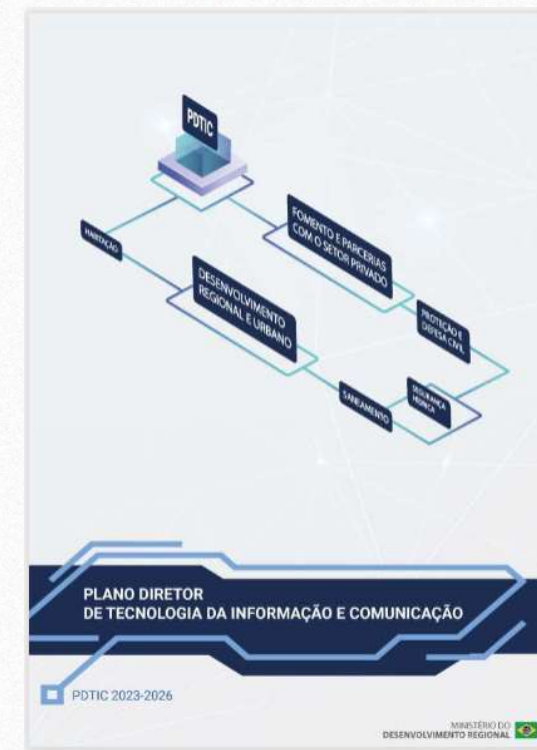 PDTIC
HABITAÇÃO
FOMENTO E PARCERIAS
COM O SETOR PRIVADO
DESENVOLVIMENTO
REGIONAL E URBANO
PROTEÇÃO E
DEFESA CIVIL
SANEAMENTO
SEGURANÇA
HÍDRICA
PLANO DIRETOR
DE TECNOLOGIA DA INFORMAÇÃO E COMUNICAÇÃO
PDTIC 2023-2026
MINISTÉRIO DO
DESENVOLVIMENTO REGIONAL